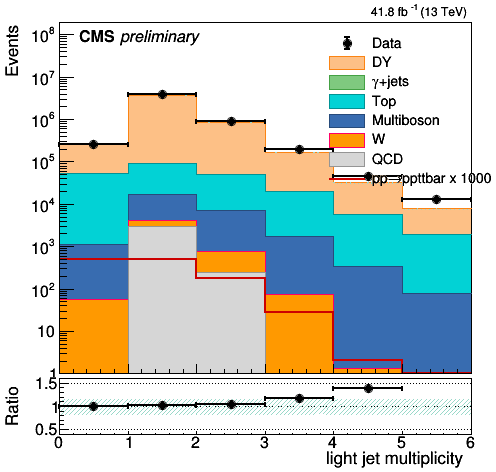 41.8 fb⁻¹ (13 TeV)
Events
10⁸
10⁷
10⁶
10⁵
10⁴
10³
10²
10
1
CMS preliminary
Data
DY
γ+jets
Top
Multiboson
W
QCD
pp→ppttbar x 1000
Ratio
1.5
1
0.5
0 1 2 3 4 5 6
light jet multiplicity